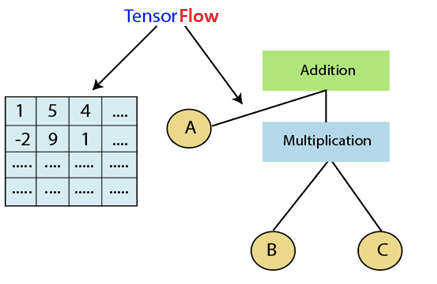 TensorFlow
1 5 4 ....
-2 9 1 ....
..... .... ..... ....
..... .... ..... ....
Addition
A
Multiplication
B
C